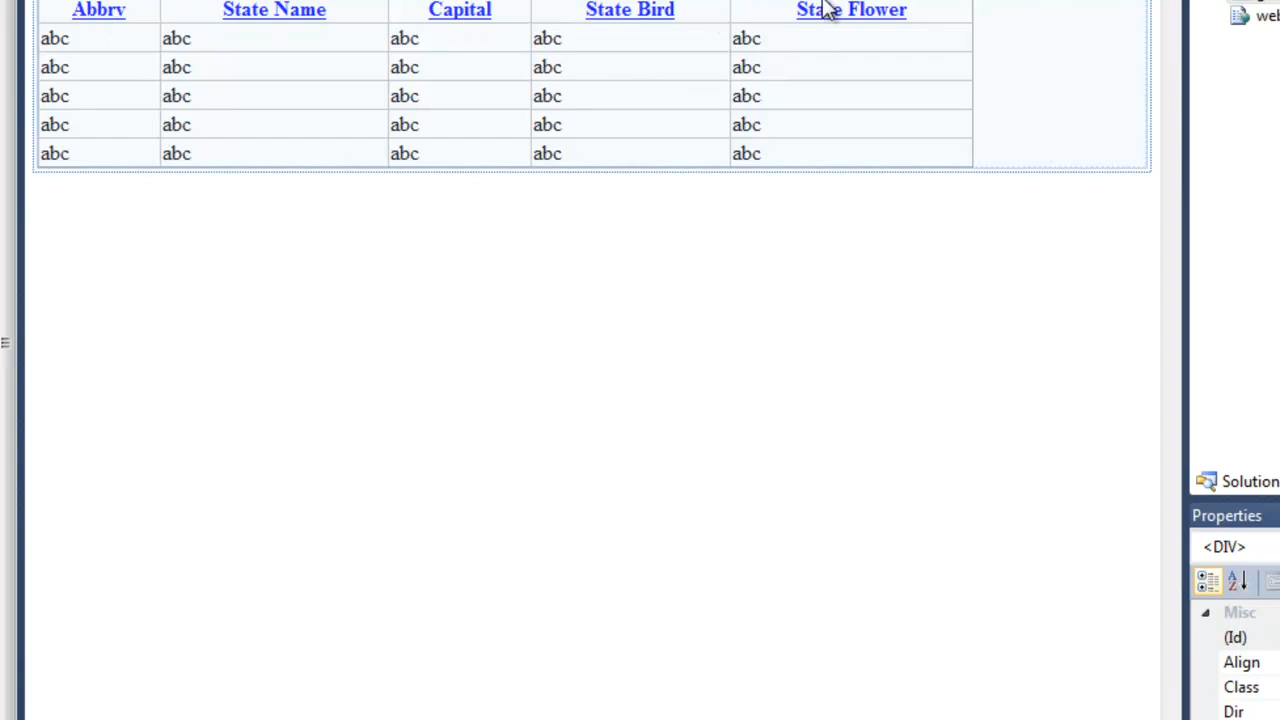 Abbrv State Name Capital State Bird State Flower
abc abc abc abc abc
abc abc abc abc abc
abc abc abc abc abc
abc abc abc abc abc
abc abc abc abc abc
web
Solution
Properties
<DIV>
Misc
(Id)
Align
Class
Dir